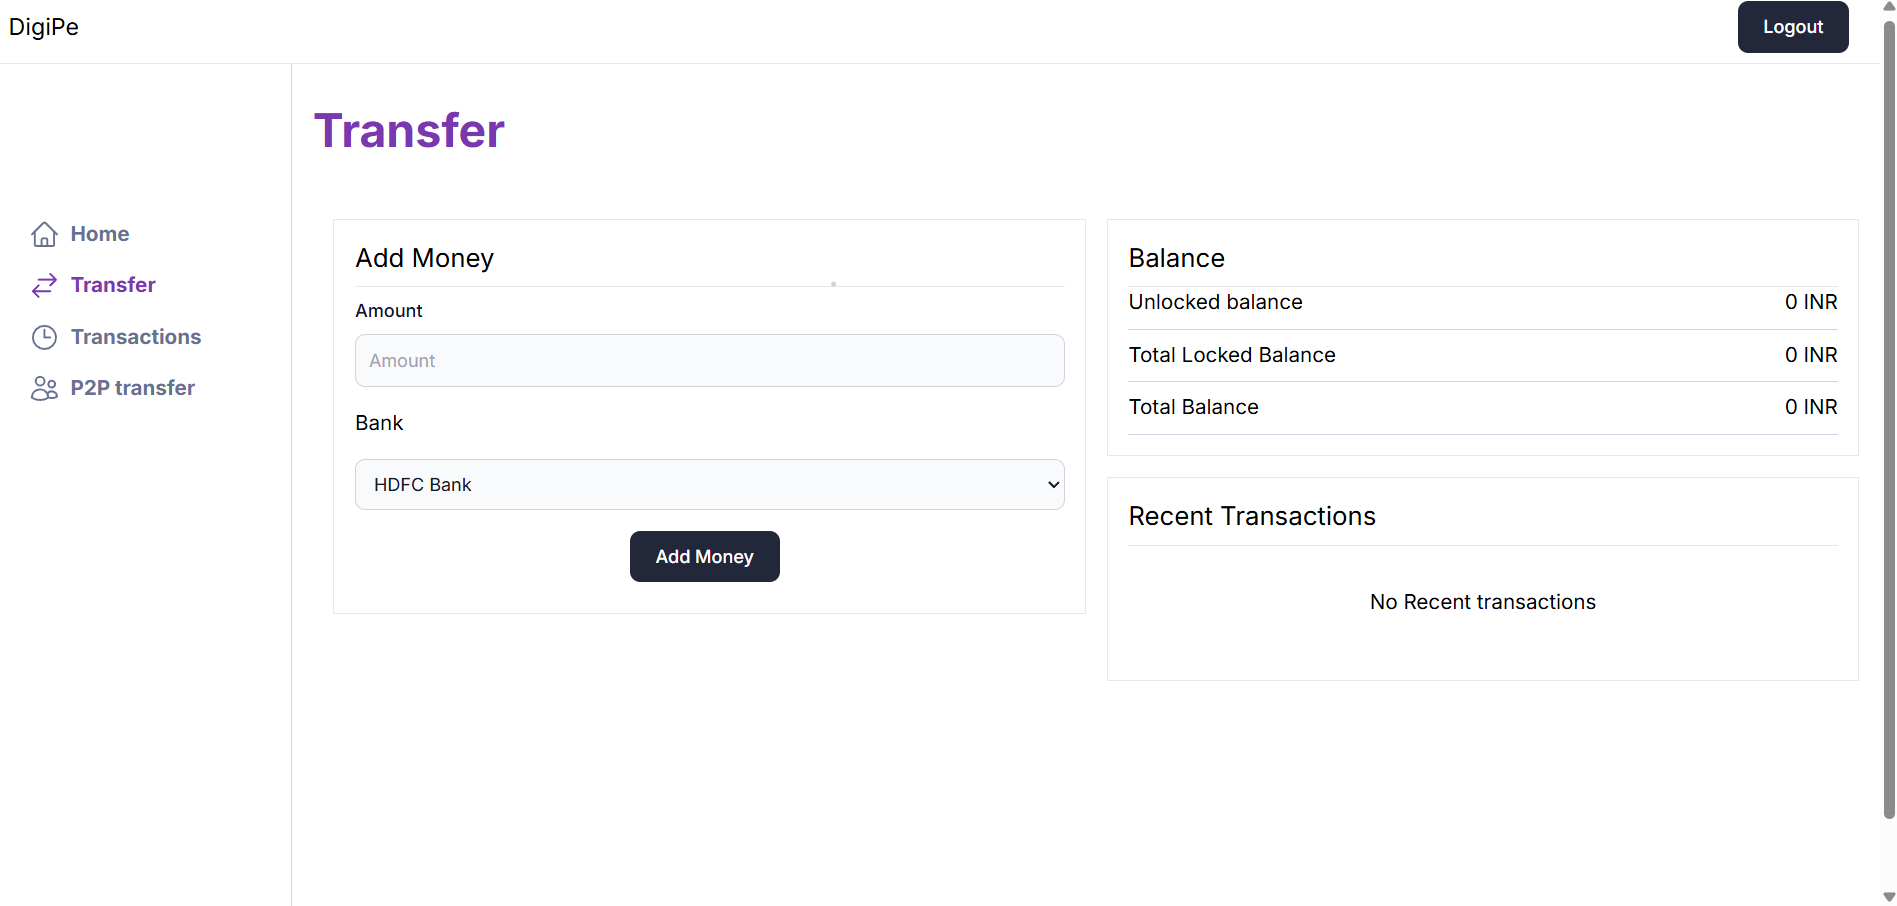 DigiPe
Logout
Home
Transfer
Transactions
P2P transfer
Transfer
Add Money
Amount
Amount
Bank
HDFC Bank
Add Money
Balance
Unlocked balance 0 INR
Total Locked Balance 0 INR
Total Balance 0 INR
Recent Transactions
No Recent transactions